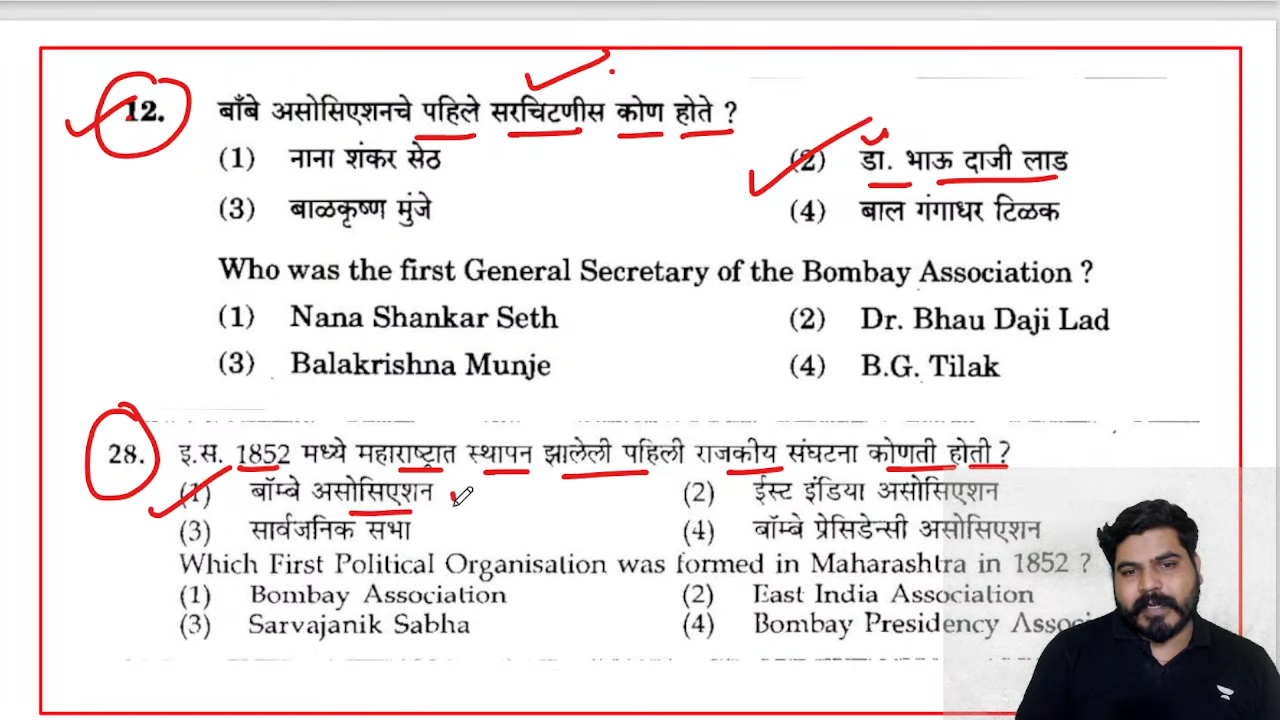 12. बाँबे असोसिएशनचे पहिले सरचिटणीस कोण होते ?
(1) नाना शंकर सेठ (2) डॉ. भाऊ दाजी लाड
(3) बाळकृष्ण मुंजे (4) बाल गंगाधर टिळक
Who was the first General Secretary of the Bombay Association ?
(1) Nana Shankar Seth (2) Dr. Bhau Daji Lad
(3) Balakrishna Munje (4) B.G. Tilak
28. इ.स. 1852 मध्ये महाराष्ट्रात स्थापन झालेली पहिली राजकीय संघटना कोणती होती ?
(1) बॉम्बे असोसिएशन (2) ईस्ट इंडिया असोसिएशन
(3) सार्वजनिक सभा (4) बॉम्बे प्रेसिडेन्सी असोसिएशन
Which First Political Organisation was formed in Maharashtra in 1852 ?
(1) Bombay Association (2) East India Association
(3) Sarvajanik Sabha (4) Bombay Presidency